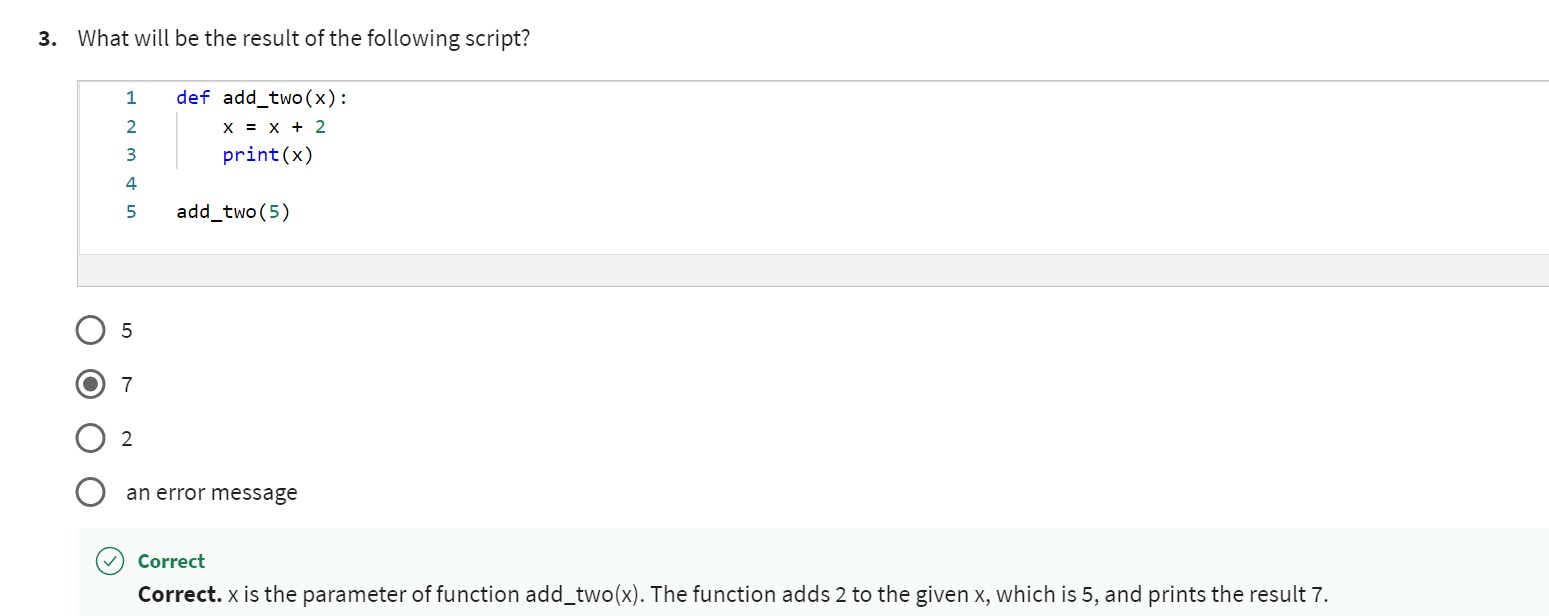 3. What will be the result of the following script?
1 def add_two(x):
2     x = x + 2
3     print(x)
4
5 add_two(5)
5
7
2
an error message
Correct
Correct. x is the parameter of function add_two(x). The function adds 2 to the given x, which is 5, and prints the result 7.